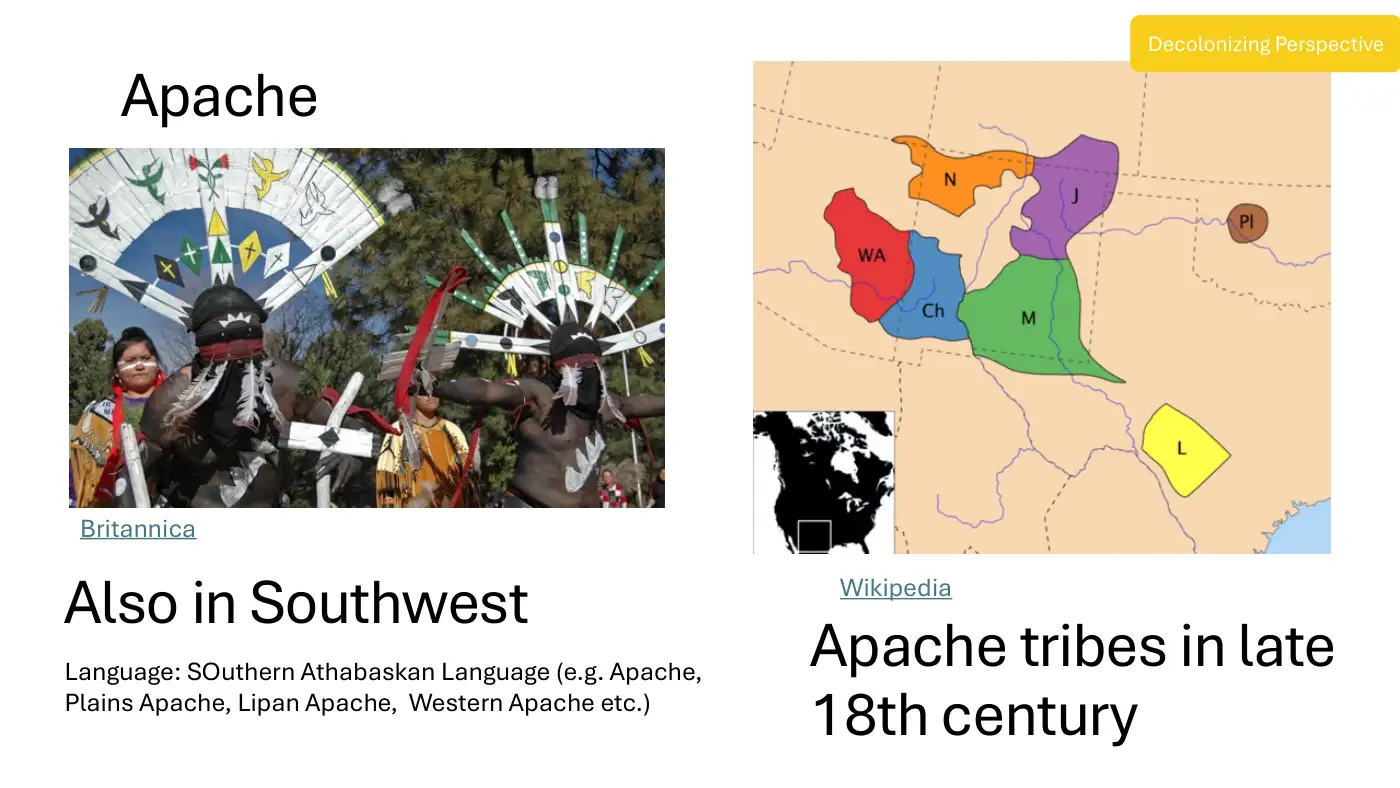 Decolonizing Perspective
Apache
Britannica
Also in Southwest
Language: SOuthern Athabaskan Language (e.g. Apache,
Plains Apache, Lipan Apache,  Western Apache etc.)
N
J
Pl
WA
Ch
M
L
Wikipedia
Apache tribes in late
18th century